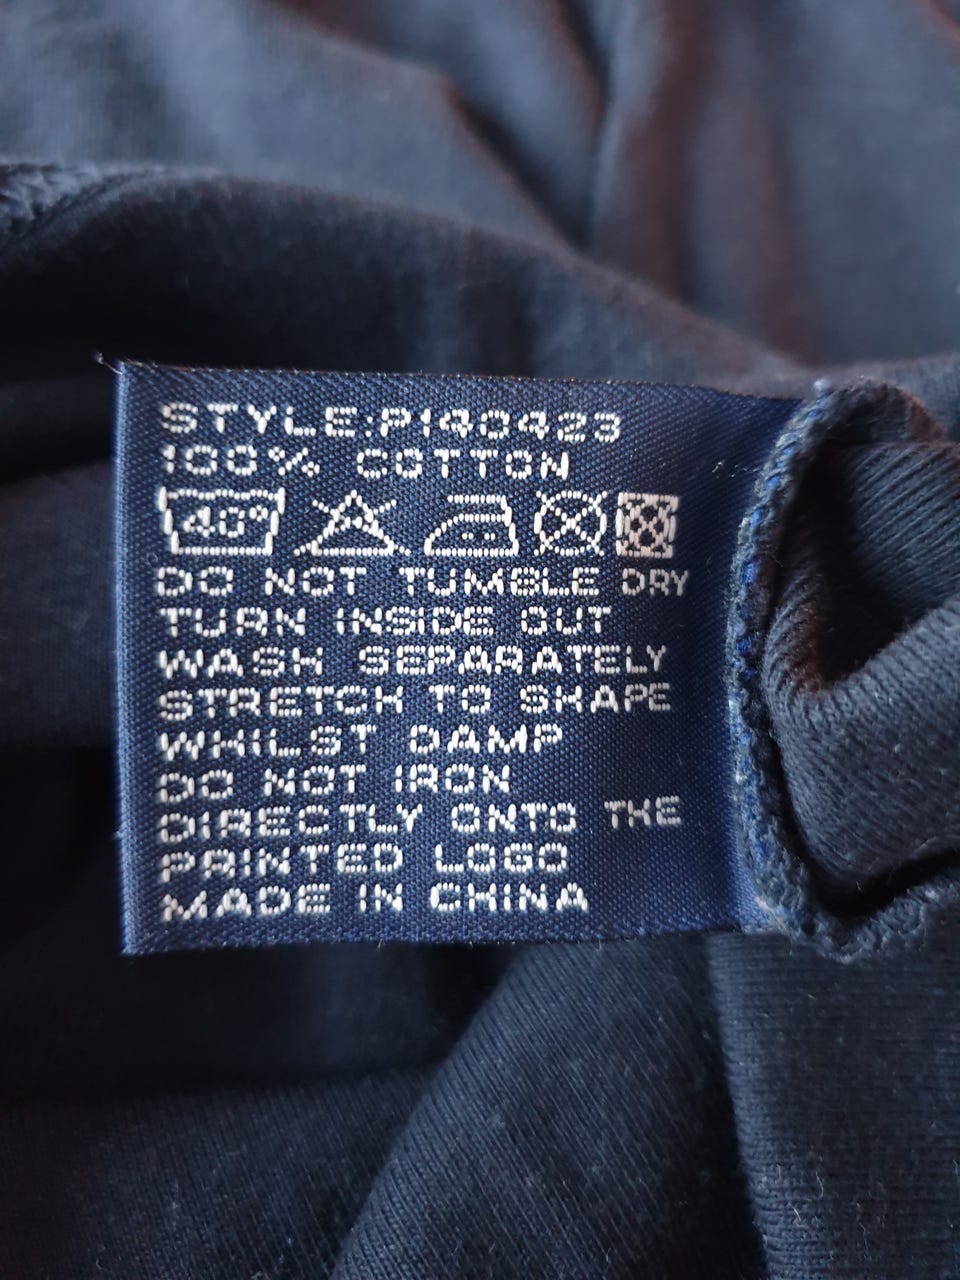 STYLE:P140423
100% COTTON
40°
DO NOT TUMBLE DRY
TURN INSIDE OUT
WASH SEPARATELY
STRETCH TO SHAPE
WHILST DAMP
DO NOT IRON
DIRECTLY ONTO THE
PRINTED LOGO
MADE IN CHINA